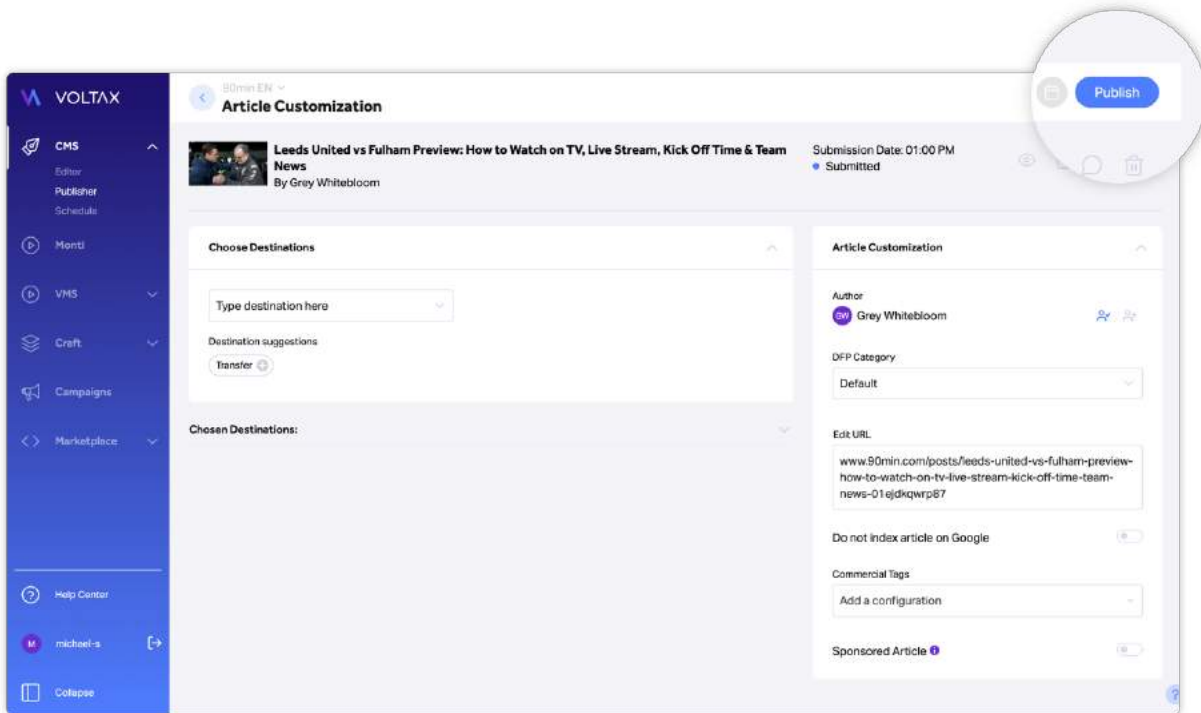 VOLTAX
CMS
Editor
Publisher
Schedule
Monti
VMS
Craft
Campaigns
Marketplace
Help Center
M michael-s
Collapse
90min EN
Article Customization
Publish
Leeds United vs Fulham Preview: How to Watch on TV, Live Stream, Kick Off Time & Team
News
By Grey Whitebloom
Submission Date: 01:00 PM
Submitted
Choose Destinations
Type destination here
Destination suggestions
Transfer
Chosen Destinations:
Article Customization
Author
GW Grey Whitebloom
DFP Category
Default
Edit URL
www.90min.com/posts/leeds-united-vs-fulham-preview-
how-to-watch-on-tv-live-stream-kick-off-time-team-
news-01ejdkqwrp87
Do not index article on Google
Commercial Tags
Add a configuration
Sponsored Article